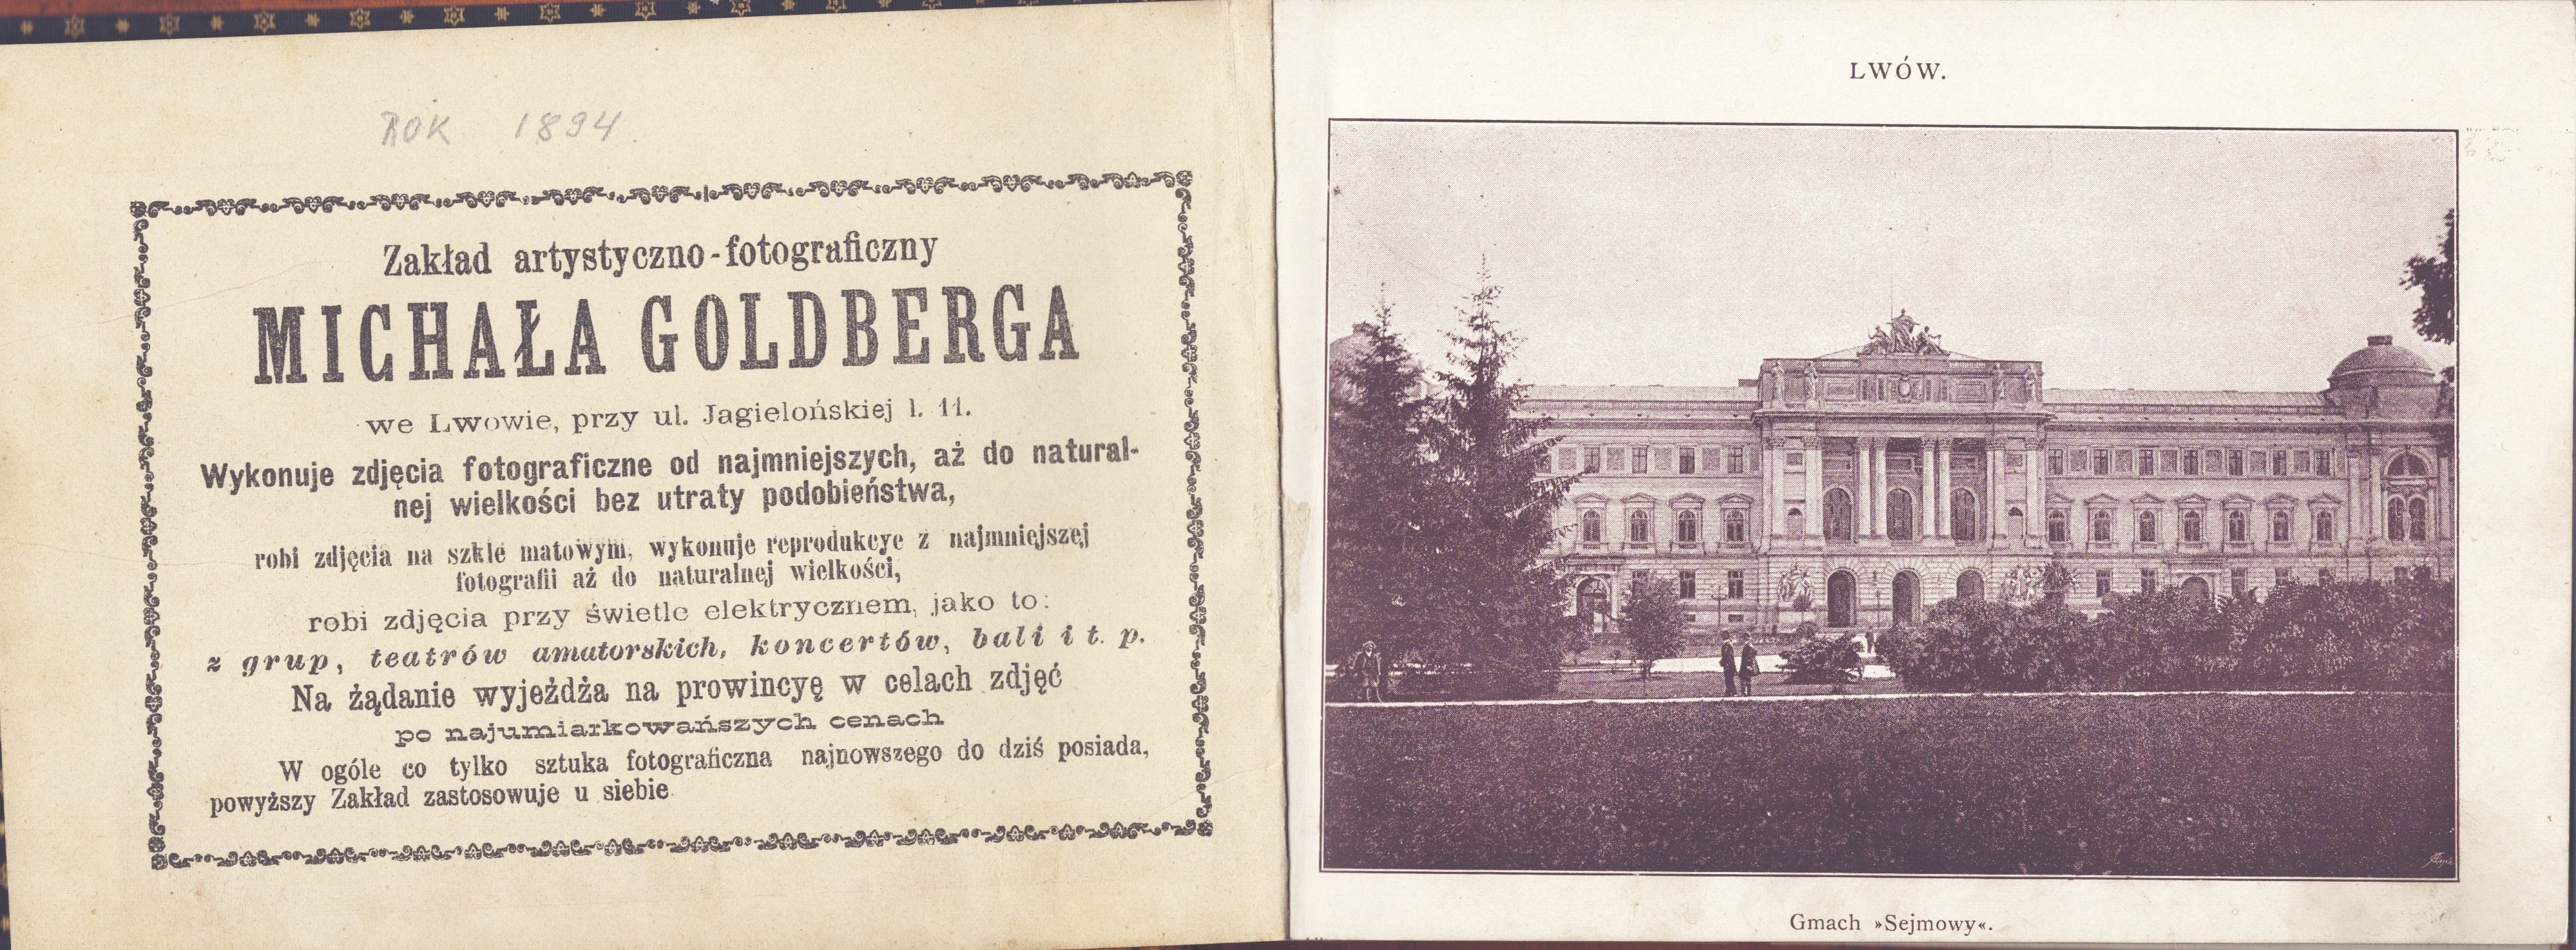 ROK 1894
Zakład artystyczno-fotograficzny
MICHAŁA GOLDBERGA
we Lwowie, przy ul. Jagielońskiej l. 11.
Wykonuje zdjęcia fotograficzne od najmniejszych, aż do natural-
nej wielkości bez utraty podobieństwa,
robi zdjęcia na szkle matowym, wykonuje reprodukcye z najmniejszej
fotografii aż do naturalnej wielkości,
robi zdjęcia przy świetle elektrycznem, jako to:
z grup, teatrów amatorskich, koncertów, bali i t. p.
Na żądanie wyjeżdża na prowincyę w celach zdjęć
po najumiarkowańszych cenach
W ogóle co tylko sztuka fotograficzna najnowszego do dziś posiada,
powyższy Zakład zastosowuje u siebie
LWÓW.
Gmach »Sejmowy«.